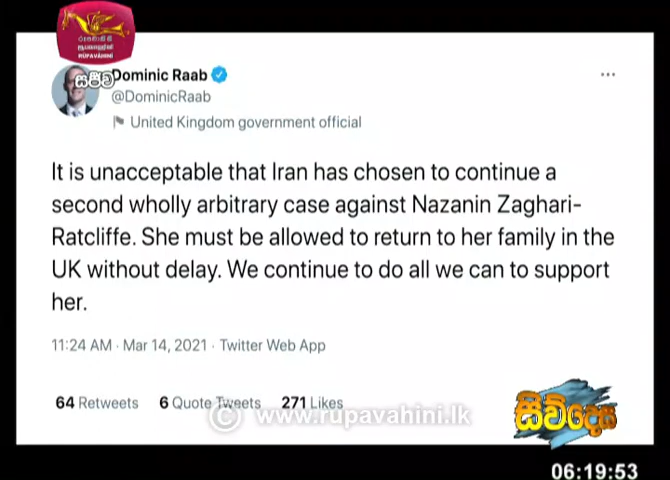 රූපවාහිනී
RUPAVAHINI
සජීවී
Dominic Raab
@DominicRaab
United Kingdom government official
It is unacceptable that Iran has chosen to continue a
second wholly arbitrary case against Nazanin Zaghari-
Ratcliffe. She must be allowed to return to her family in the
UK without delay. We continue to do all we can to support
her.
11:24 AM · Mar 14, 2021 · Twitter Web App
64 Retweets 6 Quote Tweets 271 Likes
© www.rupavahini.lk
සිව්දෙස
06:19:53